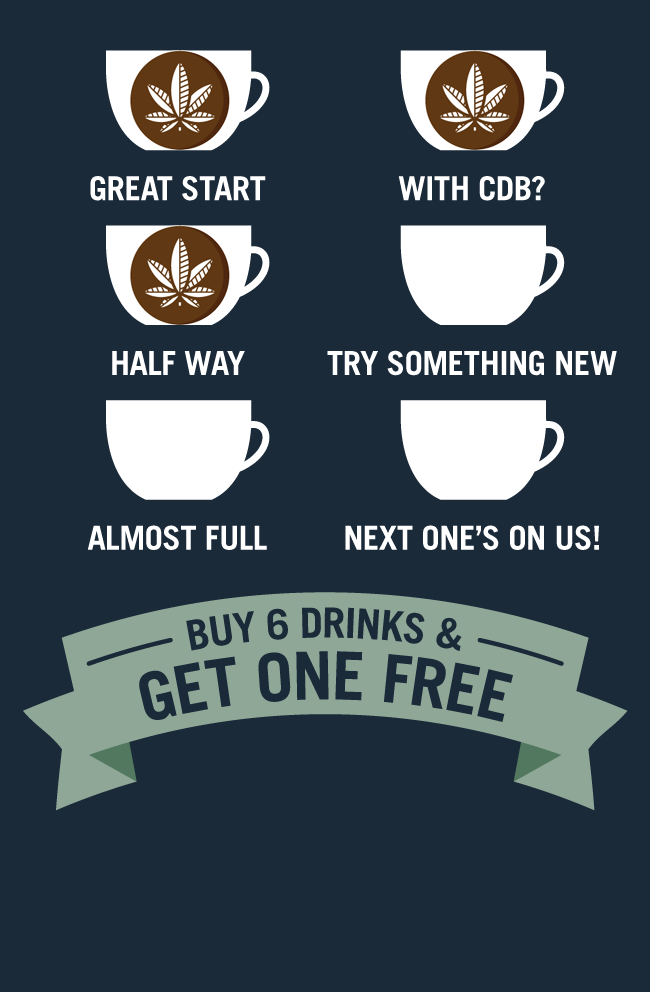 GREAT START
WITH CDB?
HALF WAY
TRY SOMETHING NEW
ALMOST FULL
NEXT ONE'S ON US!
BUY 6 DRINKS &
GET ONE FREE